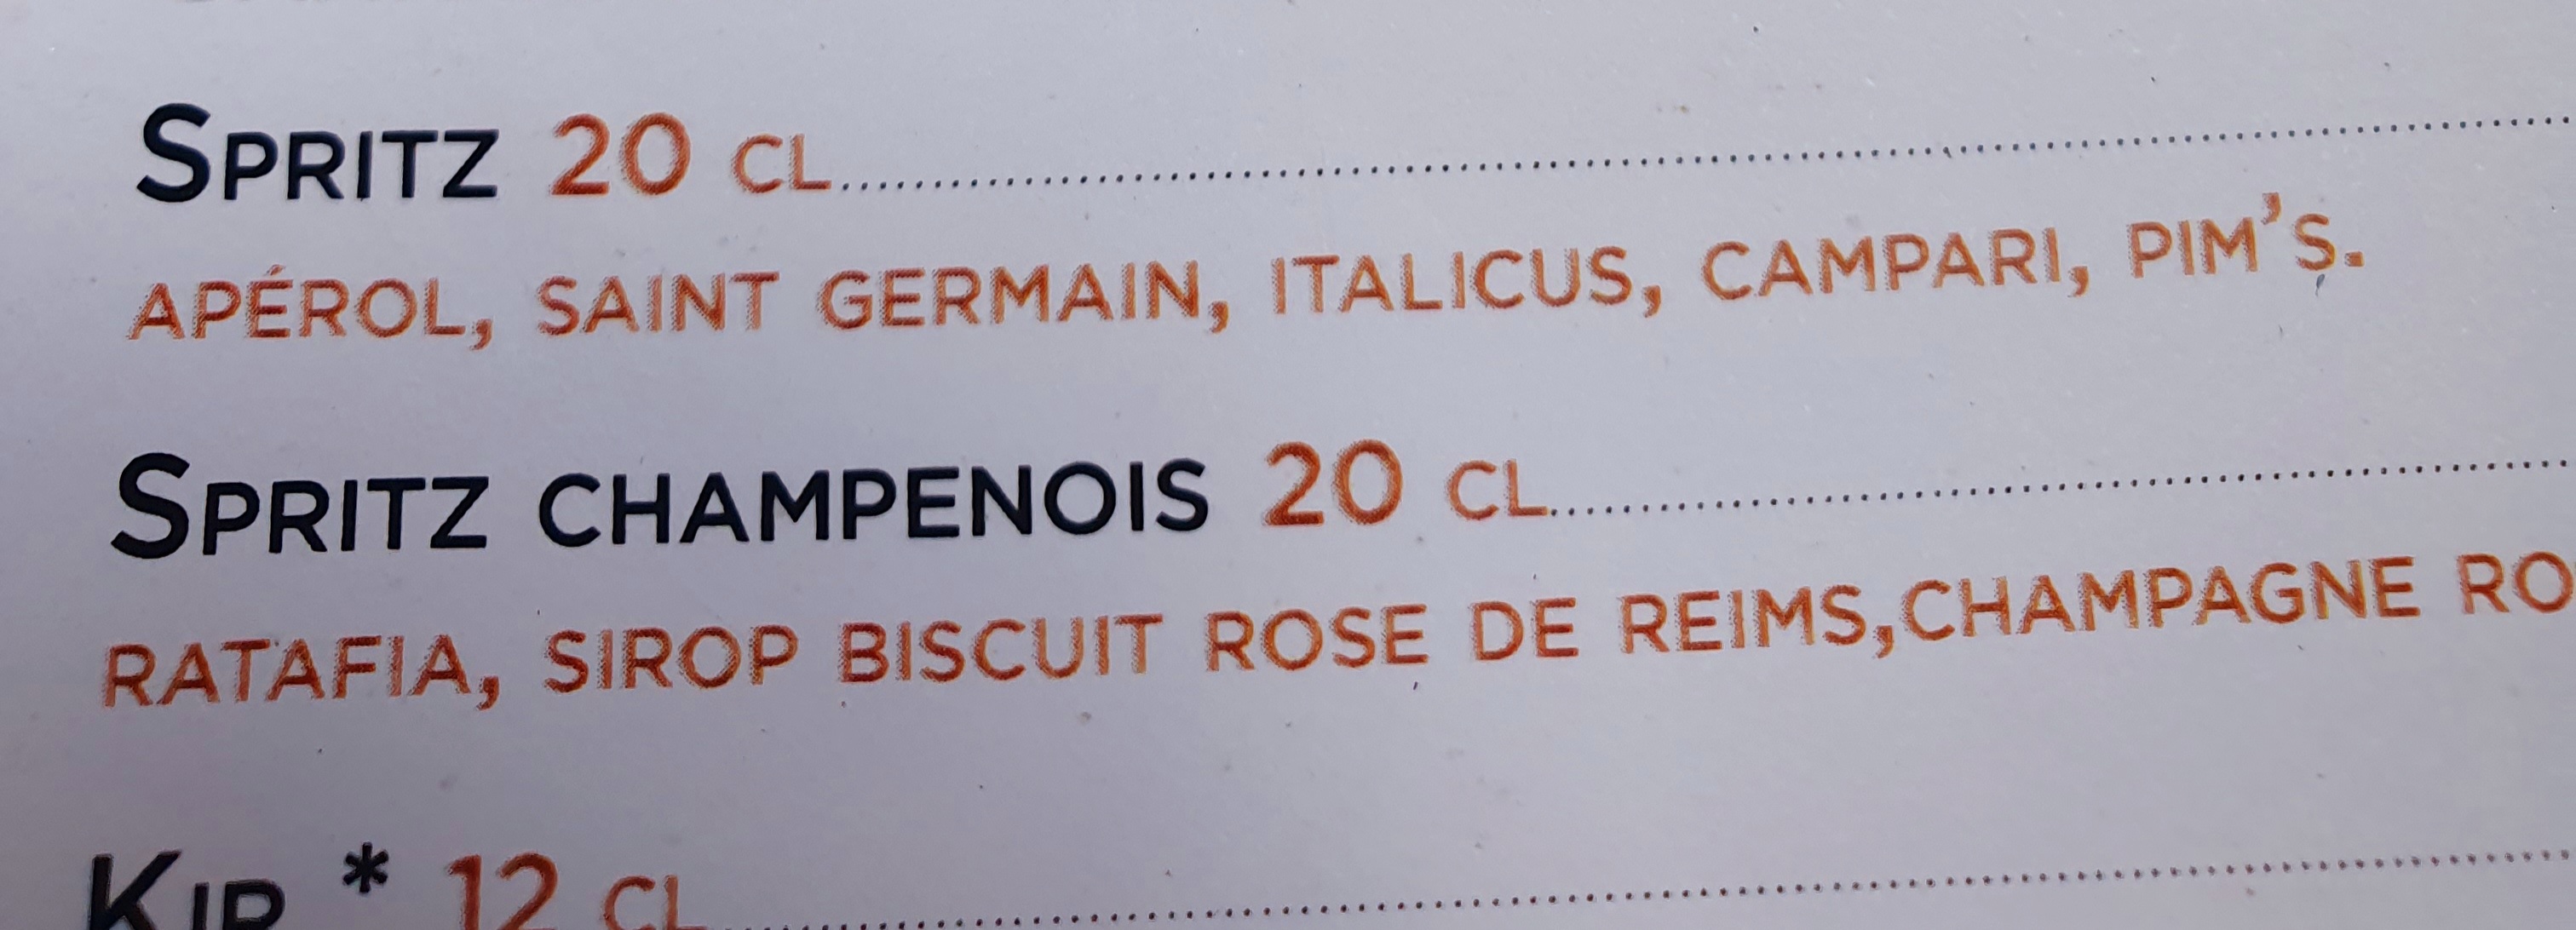 Spritz 20 cl
apérol, saint germain, italicus, campari, pim's.
Spritz champenois 20 cl
ratafia, sirop biscuit rose de reims,champagne
Kir * 12 cl